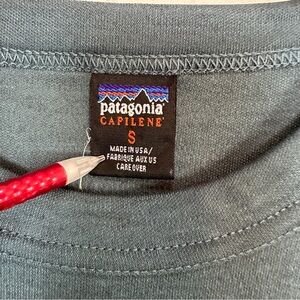 patagonia
CAPILENE®
S
MADE IN USA/
FABRIQUE AUX US
CARE OVER